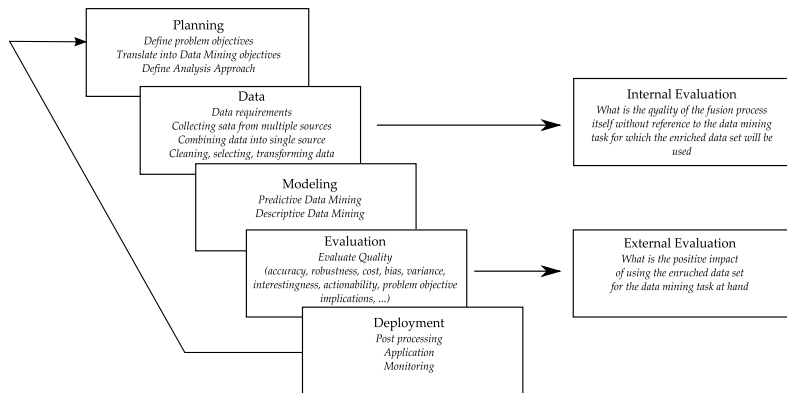 Planning
Define problem objectives
Translate into Data Mining objectives
Define Analysis Approach
Data
Data requirements
Collecting sata from multiple sources
Combining data into single source
Cleaning, selecting, transforming data
Internal Evaluation
What is the qyality of the fusion process
itself without reference to the data mining
task for which the enriched data set will be
used
Modeling
Predictive Data Mining
Descriptive Data Mining
Evaluation
Evaluate Quality
(accuracy, robustness, cost, bias, variance,
interestingness, actionability, problem objective
implications, ...)
External Evaluation
What is the positive impact
of using the enruched data set
for the data mining task at hand
Deployment
Post processing
Application
Monitoring